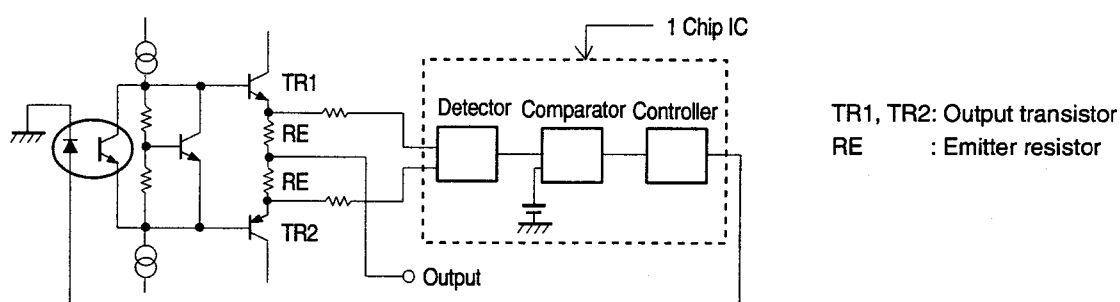 1 Chip IC
TR1
Detector
Comparator
Controller
RE
RE
TR2
Output
TR1, TR2: Output transistor
RE : Emitter resistor